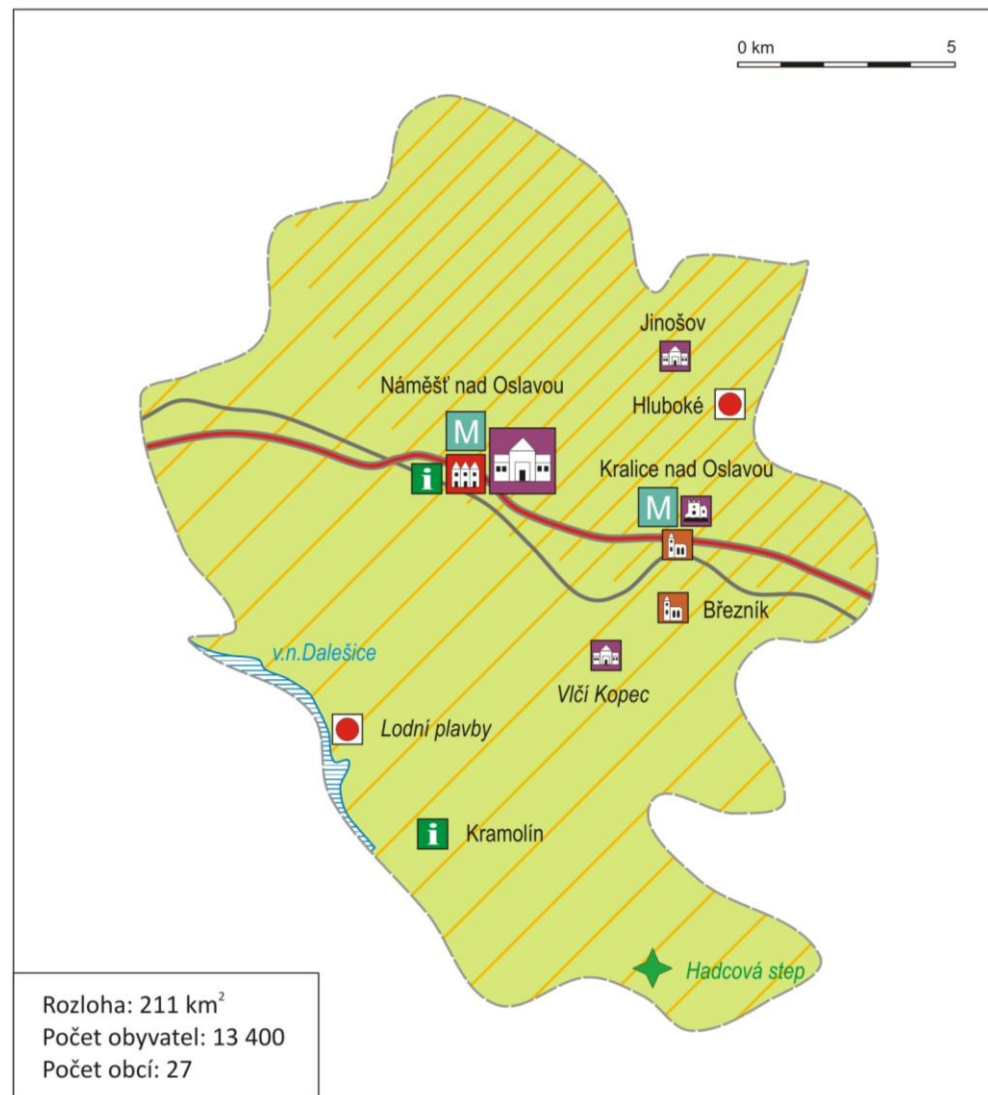 0 km 5
Jinošov
Náměšť nad Oslavou
Hluboké
M
Kralice nad Oslavou
i
M
Březník
v.n.Dalešice
Vlčí Kopec
Lodní plavby
i
Kramolín
Hadcová step
Rozloha: 211 km²
Počet obyvatel: 13 400
Počet obcí: 27